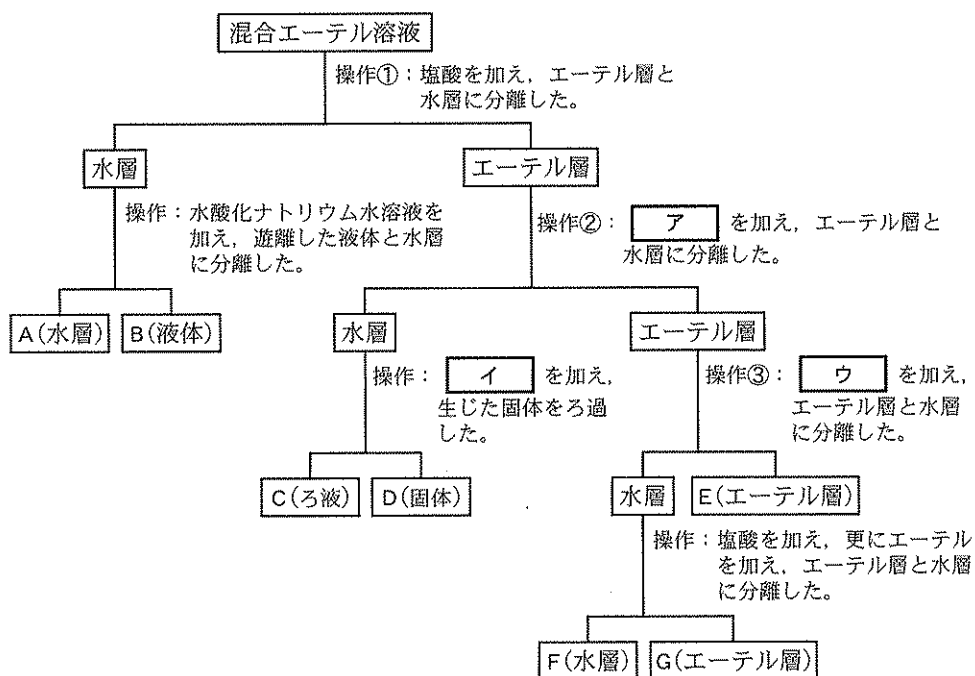 混合エーテル溶液
操作①：塩酸を加え，エーテル層と
水層に分離した。
水層
エーテル層
操作：水酸化ナトリウム水溶液を
加え，遊離した液体と水層
に分離した。
操作②： ア を加え，エーテル層と
水層に分離した。
A(水層)
B(液体)
水層
エーテル層
操作： イ を加え，
生じた固体をろ過
した。
操作③： ウ を加え，
エーテル層と水層
に分離した。
C(ろ液)
D(固体)
水層
E(エーテル層)
操作：塩酸を加え，更にエーテル
を加え，エーテル層と水層
に分離した。
F(水層)
G(エーテル層)